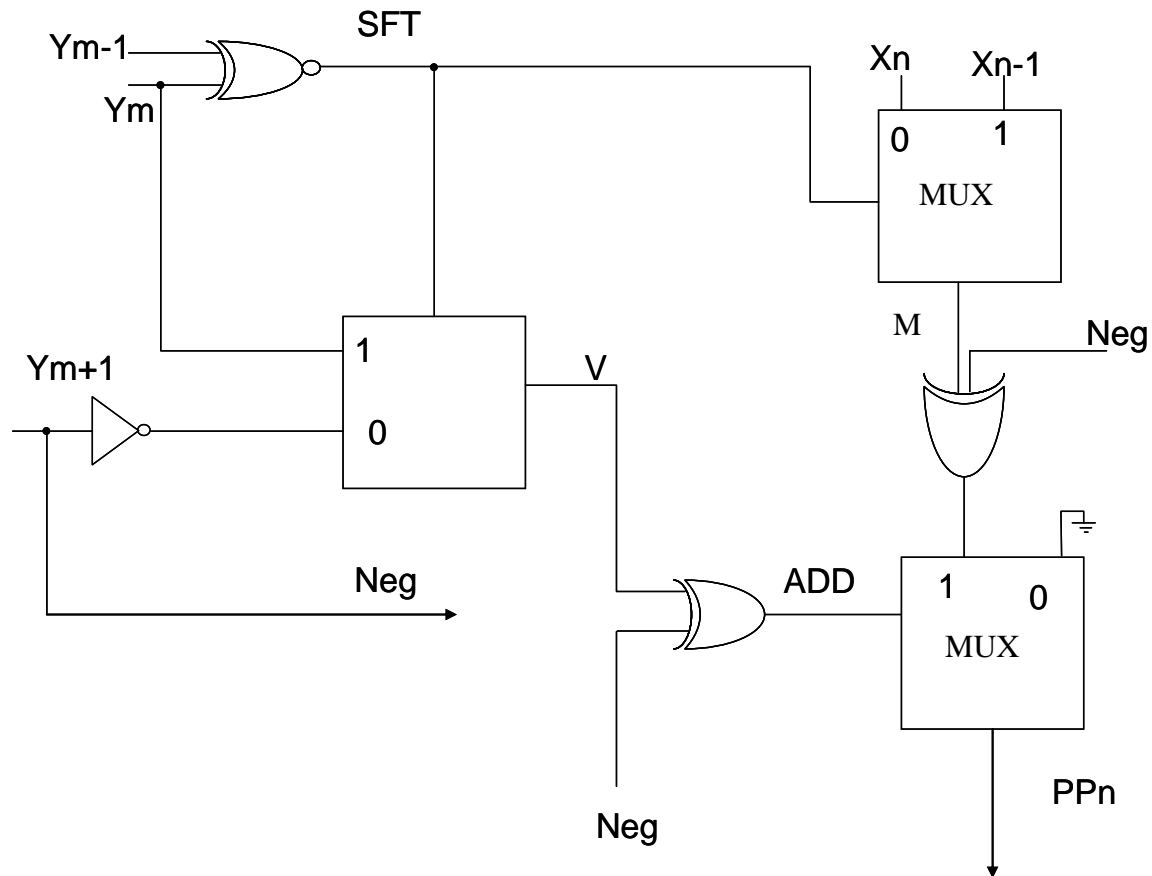 SFT
Ym-1
Ym
Xn
Xn-1
0
1
MUX
M
Neg
Ym+1
1
0
V
Neg
ADD
1
0
MUX
Neg
PPn